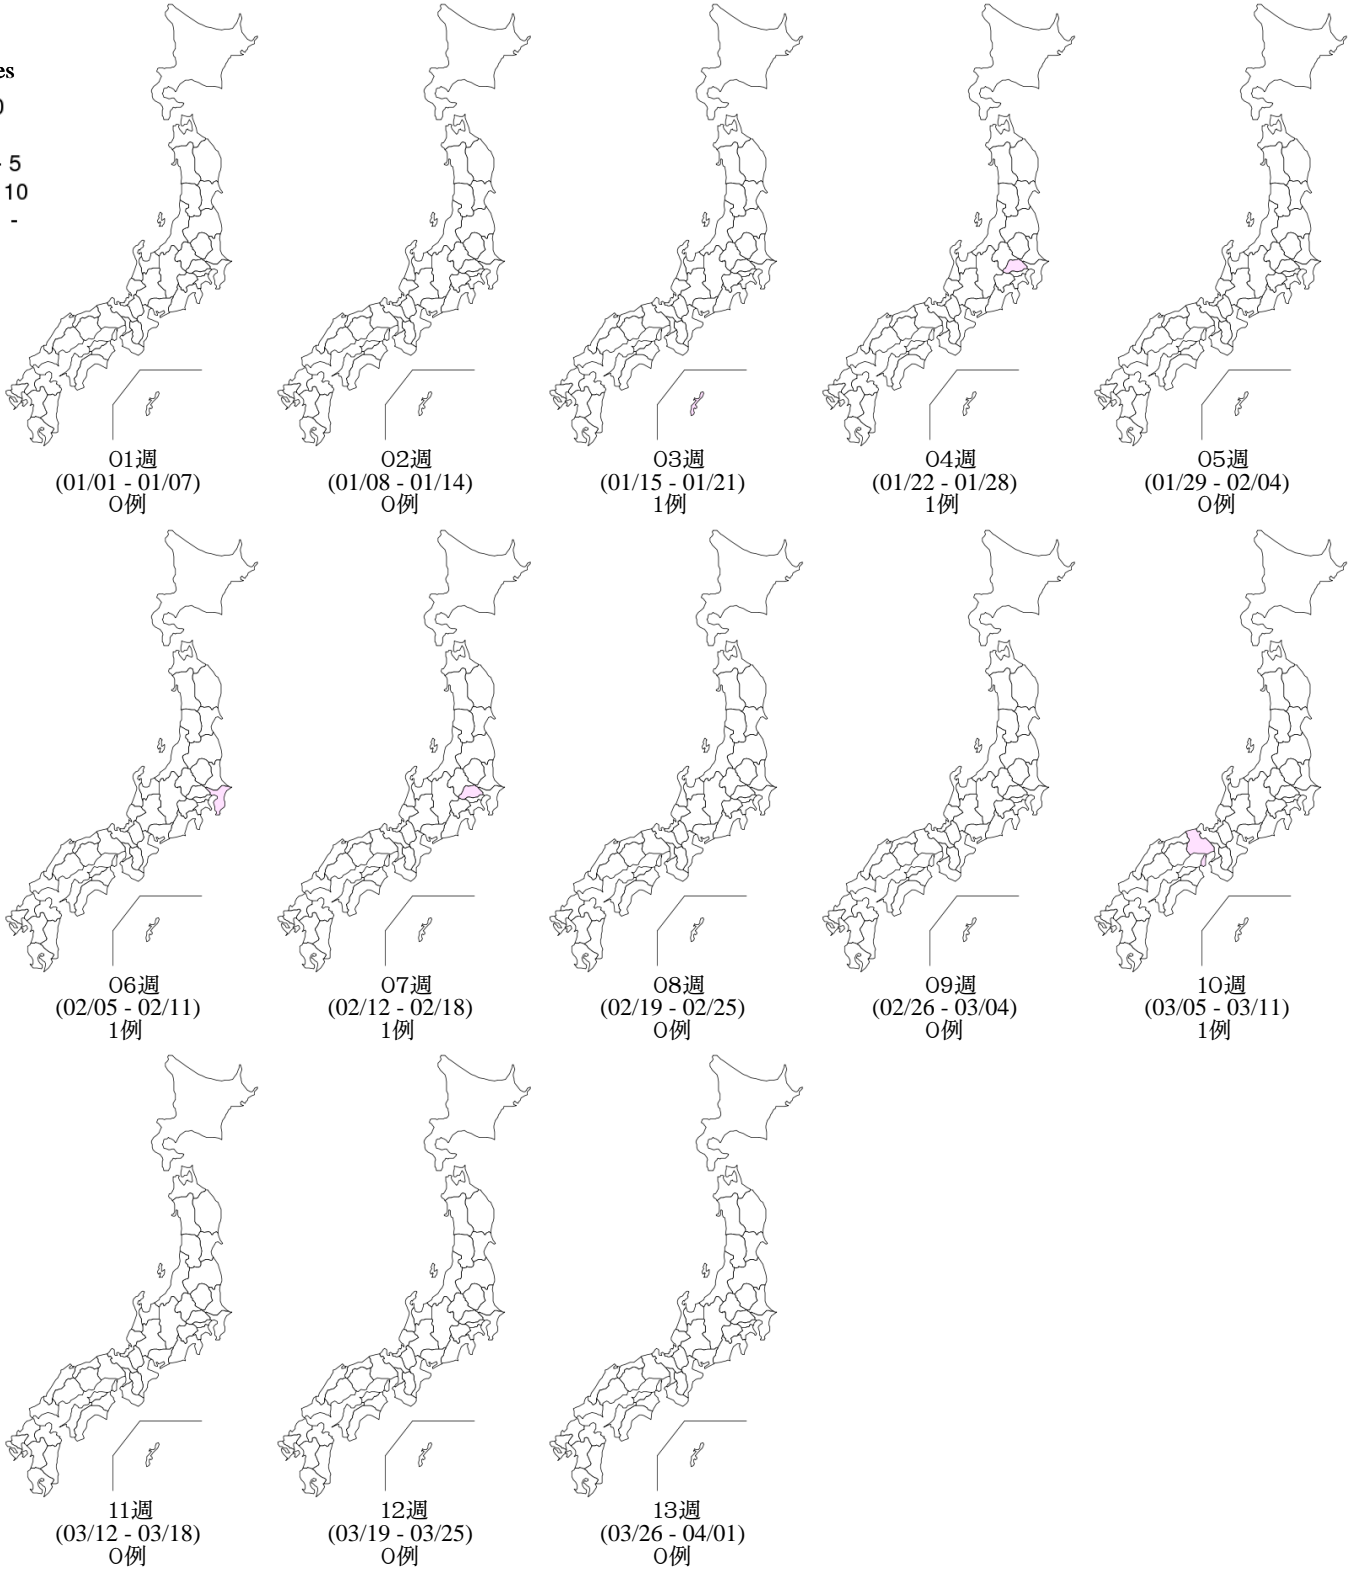 es
0
- 5
10
-
01週
(01/01 - 01/07)
0例
02週
(01/08 - 01/14)
0例
03週
(01/15 - 01/21)
1例
04週
(01/22 - 01/28)
1例
05週
(01/29 - 02/04)
0例
06週
(02/05 - 02/11)
1例
07週
(02/12 - 02/18)
1例
08週
(02/19 - 02/25)
0例
09週
(02/26 - 03/04)
0例
10週
(03/05 - 03/11)
1例
11週
(03/12 - 03/18)
0例
12週
(03/19 - 03/25)
0例
13週
(03/26 - 04/01)
0例